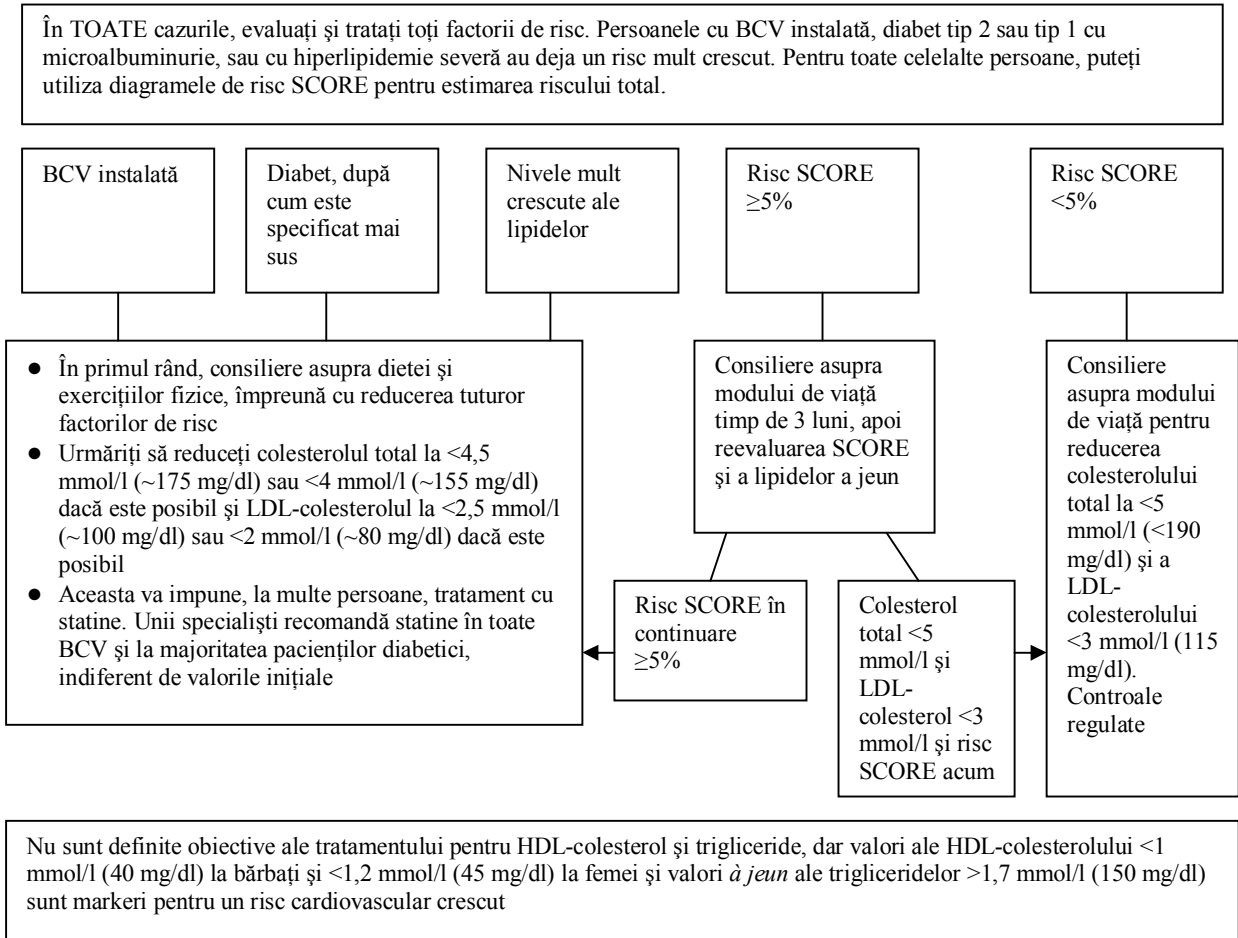 În TOATE cazurile, evaluaţi şi trataţi toţi factorii de risc. Persoanele cu BCV instalată, diabet tip 2 sau tip 1 cu
microalbuminurie, sau cu hiperlipidemie severă au deja un risc mult crescut. Pentru toate celelalte persoane, puteţi
utiliza diagramele de risc SCORE pentru estimarea riscului total.
BCV instalată
Diabet, după
cum este
specificat mai
sus
Nivele mult
crescute ale
lipidelor
Risc SCORE
≥5%
Risc SCORE
<5%
● În primul rând, consiliere asupra dietei şi
exerciţiilor fizice, împreună cu reducerea tuturor
factorilor de risc
● Urmăriţi să reduceţi colesterolul total la <4,5
mmol/l (~175 mg/dl) sau <4 mmol/l (~155 mg/dl)
dacă este posibil şi LDL-colesterolul la <2,5 mmol/l
(~100 mg/dl) sau <2 mmol/l (~80 mg/dl) dacă este
posibil
● Aceasta va impune, la multe persoane, tratament cu
statine. Unii specialişti recomandă statine în toate
BCV şi la majoritatea pacienţilor diabetici,
indiferent de valorile iniţiale
Consiliere asupra
modului de viaţă
timp de 3 luni, apoi
reevaluarea SCORE
şi a lipidelor a jeun
Risc SCORE în
continuare
≥5%
Colesterol
total <5
mmol/l şi
LDL-
colesterol <3
mmol/l şi risc
SCORE acum
Consiliere
asupra modului
de viaţă pentru
reducerea
colesterolului
total la <5
mmol/l (<190
mg/dl) şi a
LDL-
colesterolului
<3 mmol/l (115
mg/dl).
Controale
regulate
Nu sunt definite obiective ale tratamentului pentru HDL-colesterol şi trigliceride, dar valori ale HDL-colesterolului <1
mmol/l (40 mg/dl) la bărbaţi şi <1,2 mmol/l (45 mg/dl) la femei şi valori à jeun ale trigliceridelor >1,7 mmol/l (150 mg/dl)
sunt markeri pentru un risc cardiovascular crescut